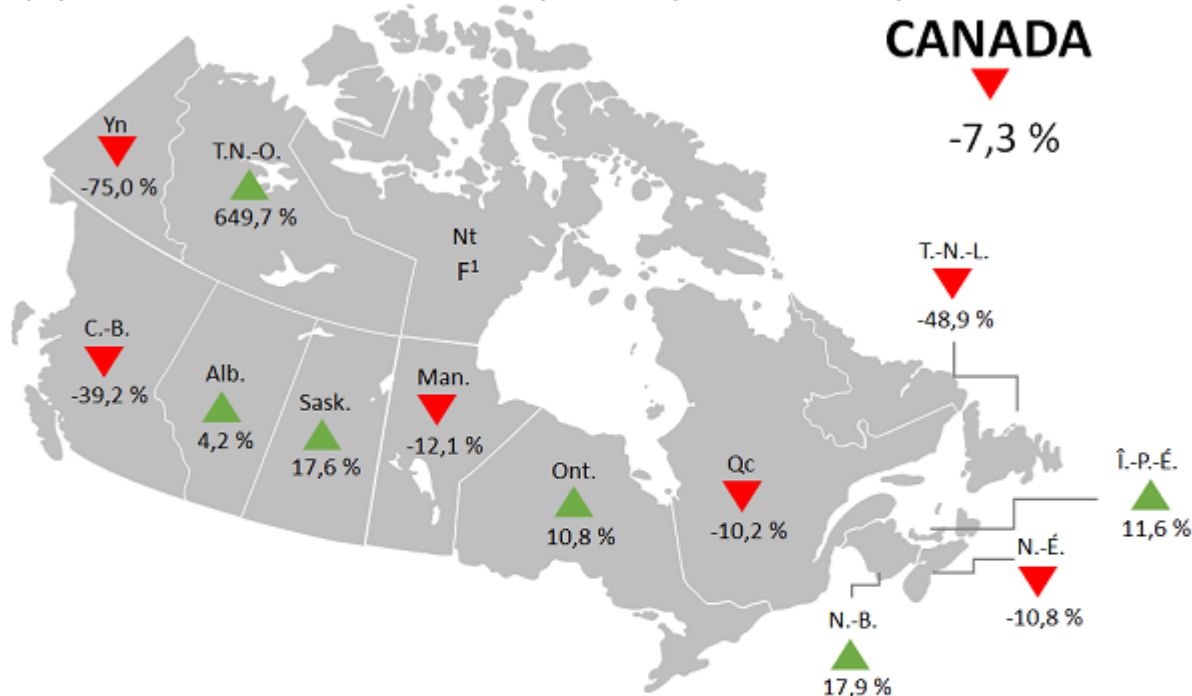 CANADA
-7,3 %
Yn
-75,0 %
T.N.-O.
649,7 %
Nt
F¹
T.-N.-L.
-48,9 %
C.-B.
-39,2 %
Alb.
4,2 %
Sask.
17,6 %
Man.
-12,1 %
Ont.
10,8 %
Qc
-10,2 %
Î.-P.-É.
11,6 %
N.-É.
-10,8 %
N.-B.
17,9 %